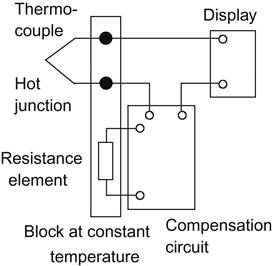 Thermo-
couple
Display
Hot
junction
Resistance
element
Block at constant
temperature
Compensation
circuit